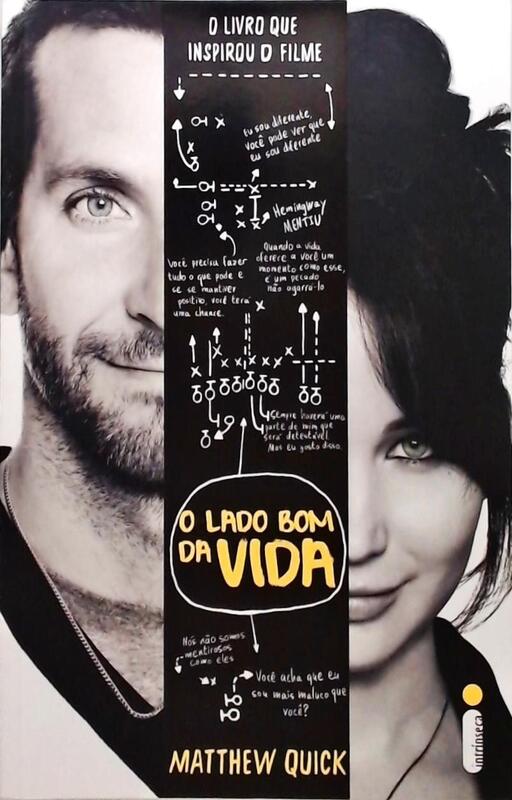 O LIVRO QUE
INSPIROU O FILME
Eu sou diferente,
você pode ver que
eu sou diferente
Hemingway
MENTIU
Você precisa fazer
tudo o que pode e
se se mantiver
positivo, você terá
uma chance.
Quando a vida
oferece a você um
momento como esse,
é um pecado
não agarrá-lo
Sempre haverá uma
parte de mim que
será detestável.
Mas eu gosto disso.
O LADO BOM
DA VIDA
Nós não somos
mentirosos
como eles
Você acha que eu
sou mais maluco que
você?
MATTHEW QUICK
intrínseca